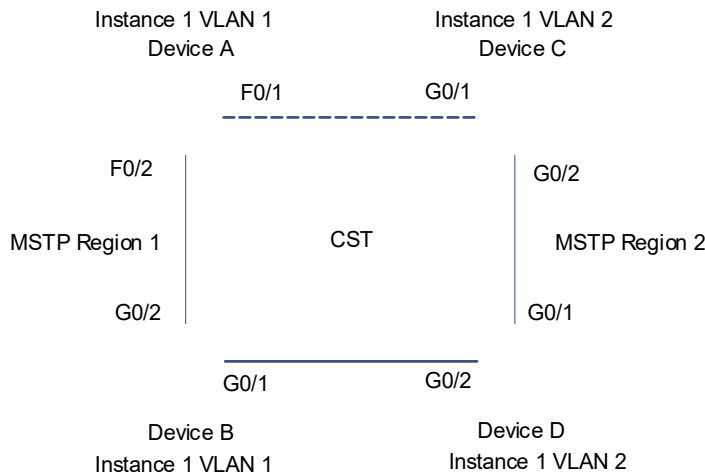 Instance 1 VLAN 1
Device A
Instance 1 VLAN 2
Device C
F0/1
G0/1
F0/2
G0/2
MSTP Region 1
CST
MSTP Region 2
G0/2
G0/1
G0/1
G0/2
Device B
Instance 1 VLAN 1
Device D
Instance 1 VLAN 2